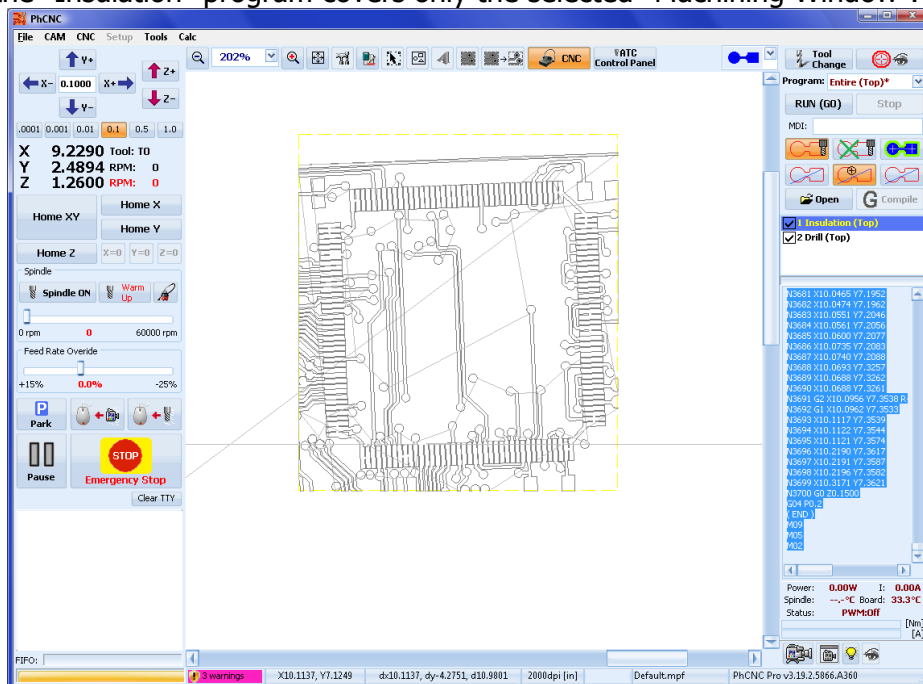 the "Insulation" program covers only the selected "Machining Window".
PhCNC
File CAM CNC Setup Tools Calc
Y+
X- 0.1000 X+
Z+
Y-
Z-
.0001 0.001 0.01 0.1 0.5 1.0
X 9.2290 Tool: T0
Y 2.4894 RPM: 0
Z 1.2600 RPM: 0
Home XY
Home X
Home Y
Home Z X=0 Y=0 Z=0
Spindle
Spindle ON
Warm Up
0 rpm 0 60000 rpm
Feed Rate Overide
+15% 0.0% -25%
P
Park
Pause
STOP
Emergency Stop
Clear TTY
FIFO:
202%
CNC
ATC
Control Panel
Tool
Change
Program: Entire (Top)*
RUN (GO) Stop
MDI:
Open G Compile
1 Insulation (Top)
2 Drill (Top)
N3681 X10.0465 Y7.1952
N3682 X10.0474 Y7.1962
N3683 X10.0551 Y7.2046
N3684 X10.0561 Y7.2056
N3685 X10.0600 Y7.2077
N3686 X10.0735 Y7.2083
N3687 X10.0740 Y7.2088
N3688 X10.0693 Y7.3257
N3689 X10.0688 Y7.3262
N3690 X10.0688 Y7.3261
N3691 G2 X10.0956 Y7.3538 R
N3692 G1 X10.0962 Y7.3533
N3693 X10.1117 Y7.3539
N3694 X10.1122 Y7.3544
N3695 X10.1121 Y7.3574
N3696 X10.2190 Y7.3617
N3697 X10.2191 Y7.3587
N3698 X10.2196 Y7.3582
N3699 X10.3171 Y7.3621
N3700 G0 Z0.1500
G04 P0.2
( END )
M09
M05
M02
Power: 0.00W I: 0.00A
Spindle: --.-°C Board: 33.3°C
Status: PWM:Off
[Nm]
[A]
3 warnings X10.1137, Y7.1249 dx10.1137, dy-4.2751, d10.9801 2000dpi [in] Default.mpf PhCNC Pro v3.19.2.5866.A360